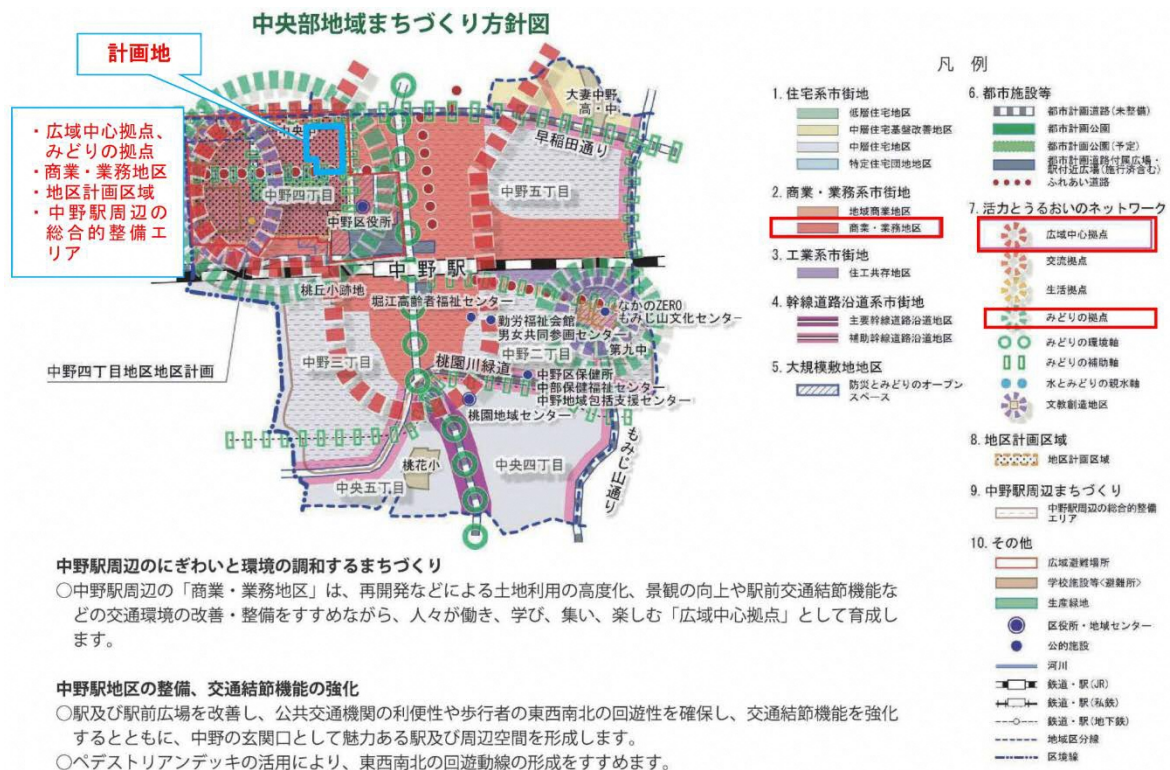 中央部地域まちづくり方針図
計画地
・広域中心拠点、
みどりの拠点
・商業・業務地区
・地区計画区域
・中野駅周辺の
総合的整備エ
リア
大妻中野
高・中
早稲田通り
中央
中野四丁目
中野五丁目
中野区役所
中野駅
桃丘小跡地
堀江高齢者福祉センター
なかのZERO
もみじ山文化センター
勤労福祉会館
男女共同参画センター
中野三丁目
中野二丁目
第九中
桃園川緑道
中野四丁目地区地区計画
中野区保健所
中部保健福祉センター
中野地域包括支援センター
桃園地域センター
桃花小
中央五丁目
中央四丁目
もみじ山通り
凡 例
1. 住宅系市街地
低層住宅地区
中層住宅基盤改善地区
中層住宅地区
特定住宅団地地区
2. 商業・業務系市街地
地域商業地区
商業・業務地区
3. 工業系市街地
住工共存地区
4. 幹線道路沿道系市街地
主要幹線道路沿道地区
補助幹線道路沿道地区
5. 大規模敷地地区
防災とみどりのオープン
スペース
6. 都市施設等
都市計画道路(未整備)
都市計画公園
都市計画公園(予定)
都市計画道路付属広場・
駅付近広場(施行済含む)
ふれあい道路
7. 活力とうるおいのネットワーク
広域中心拠点
交流拠点
生活拠点
みどりの拠点
みどりの環境軸
みどりの補助軸
水とみどりの親水軸
文教創造地区
8. 地区計画区域
地区計画区域
9. 中野駅周辺まちづくり
中野駅周辺の総合的整備
エリア
10. その他
広域避難場所
学校施設等<避難所>
生産緑地
区役所・地域センター
公的施設
河川
鉄道・駅(JR)
鉄道・駅(私鉄)
鉄道・駅(地下鉄)
地域区分線
区境線
中野駅周辺のにぎわいと環境の調和するまちづくり
○中野駅周辺の「商業・業務地区」は、再開発などによる土地利用の高度化、景観の向上や駅前交通結節機能な
どの交通環境の改善・整備をすすめながら、人々が働き、学び、集い、楽しむ「広域中心拠点」として育成し
ます。
中野駅地区の整備、交通結節機能の強化
○駅及び駅前広場を改善し、公共交通機関の利便性や歩行者の東西南北の回遊性を確保し、交通結節機能を強化
するとともに、中野の玄関口として魅力ある駅及び周辺空間を形成します。
○ペデストリアンデッキの活用により、東西南北の回遊動線の形成をすすめます。